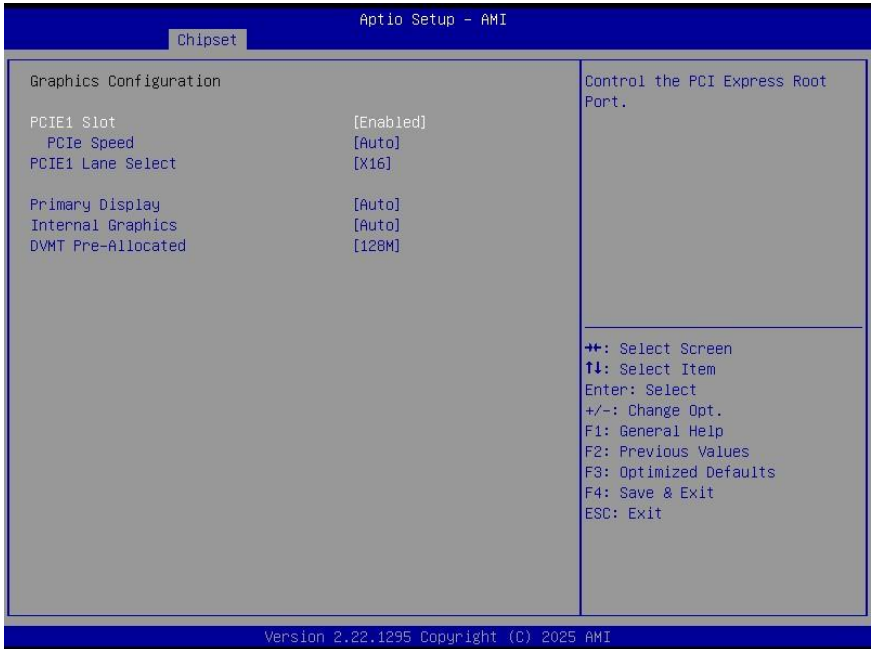 Aptio Setup – AMI
Chipset
Graphics Configuration
PCIE1 Slot [Enabled]
PCIe Speed [Auto]
PCIE1 Lane Select [X16]
Primary Display [Auto]
Internal Graphics [Auto]
DVMT Pre-Allocated [128M]
Control the PCI Express Root
Port.
→←: Select Screen
↑↓: Select Item
Enter: Select
+/-: Change Opt.
F1: General Help
F2: Previous Values
F3: Optimized Defaults
F4: Save & Exit
ESC: Exit
Version 2.22.1295 Copyright (C) 2025 AMI